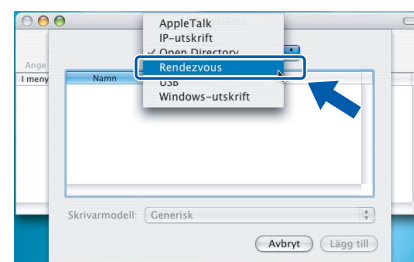 AppleTalk
IP-utskrift
Open Directory
Rendezvous
USB
Windows-utskrift
Ange
I meny
Namn
Skrivarmodell: Generisk
Avbryt Lägg till